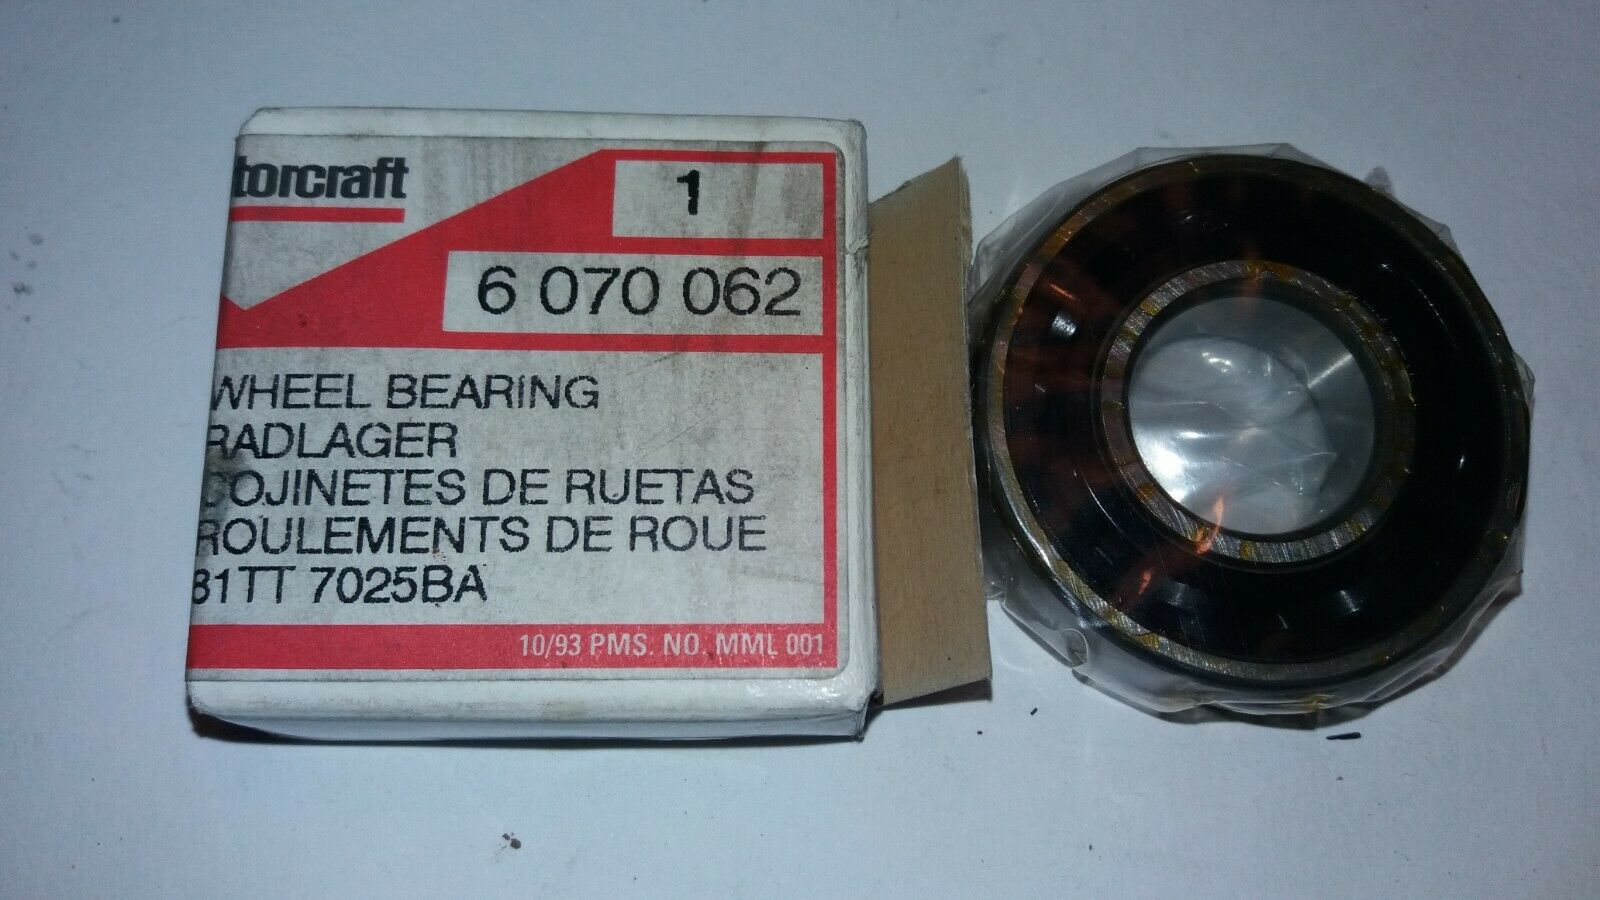 torcraft
1
6 070 062
WHEEL BEARING
RADLAGER
COJINETES DE RUETAS
ROULEMENTS DE ROUE
81TT 7025BA
10/93 PMS. NO. MML 001